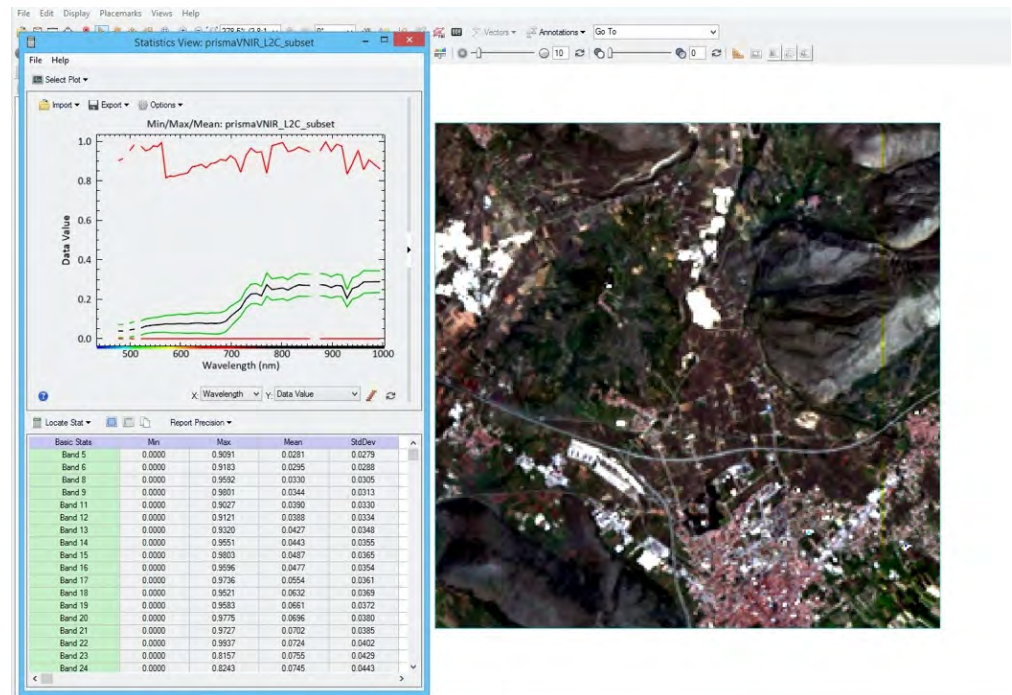 File Edit Display Placemarks Views Help
Vectors Annotations Go To
10 0
Statistics View: prismaVNIR_L2C_subset
File Help
Select Plot
Import Export Options
Min/Max/Mean: prismaVNIR_L2C_subset
1.0
0.8
0.6
0.4
0.2
0.0
Data Value
500 600 700 800 900 1000
Wavelength (nm)
X: Wavelength Y: Data Value
Locate Stat Report Precision
Basic Stats Min Max Mean StdDev
Band 5 0.0000 0.9091 0.0281 0.0279
Band 6 0.0000 0.9183 0.0295 0.0288
Band 8 0.0000 0.9592 0.0330 0.0305
Band 9 0.0000 0.9801 0.0344 0.0313
Band 11 0.0000 0.9027 0.0390 0.0330
Band 12 0.0000 0.9121 0.0388 0.0334
Band 13 0.0000 0.9320 0.0427 0.0348
Band 14 0.0000 0.9551 0.0443 0.0355
Band 15 0.0000 0.9803 0.0487 0.0365
Band 16 0.0000 0.9596 0.0477 0.0354
Band 17 0.0000 0.9736 0.0554 0.0361
Band 18 0.0000 0.9521 0.0632 0.0369
Band 19 0.0000 0.9583 0.0661 0.0372
Band 20 0.0000 0.9775 0.0696 0.0380
Band 21 0.0000 0.9727 0.0702 0.0385
Band 22 0.0000 0.9937 0.0724 0.0402
Band 23 0.0000 0.8157 0.0755 0.0429
Band 24 0.0000 0.8243 0.0745 0.0443